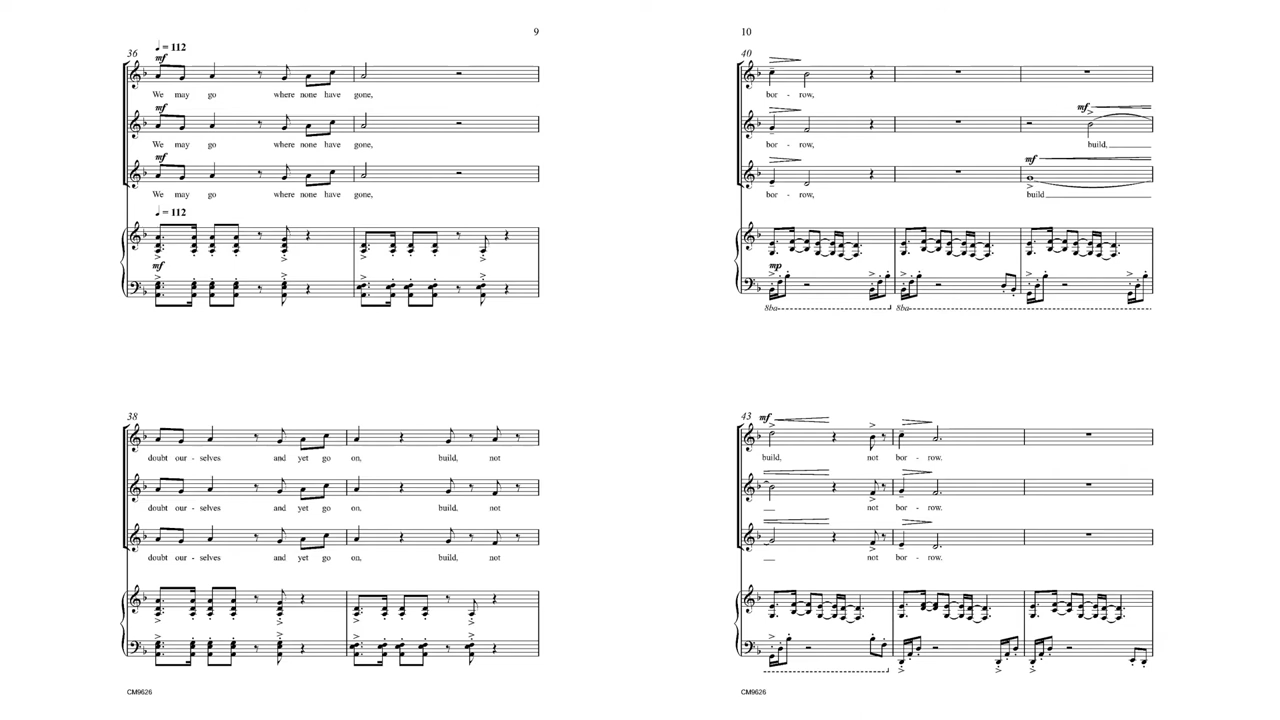 9
36
♩ = 112
mf
We may go where none have gone,
mf
We may go where none have gone,
mf
We may go where none have gone,
♩ = 112
mf
38
doubt our - selves and yet go on, build, not
doubt our - selves and yet go on, build, not
doubt our - selves and yet go on, build, not
CM9626
10
40
bor - row,
mf
bor - row, build,
mf
bor - row, build
mp
8ba
8ba
43
mf
build, not bor - row.
not bor - row.
not bor - row.
CM9626